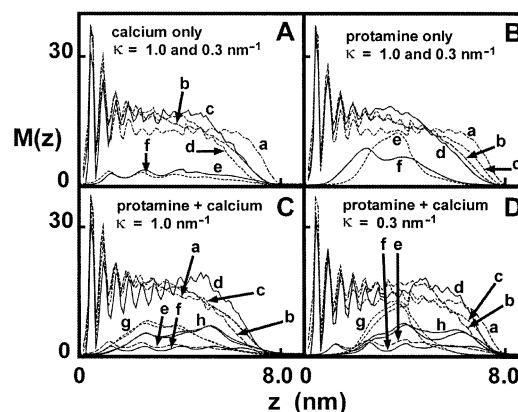 30
M(z)
0
calcium only
κ = 1.0 and 0.3 nm⁻¹
A
b
c
a
f
d
e
protamine only
κ = 1.0 and 0.3 nm⁻¹
B
e
a
f
d
b
c
30
0
protamine + calcium
κ = 1.0 nm⁻¹
C
a
c
b
g
e
f
h
protamine + calcium
κ = 0.3 nm⁻¹
D
f
e
d
c
b
g
h
a
0
8.0
0
8.0
z (nm)